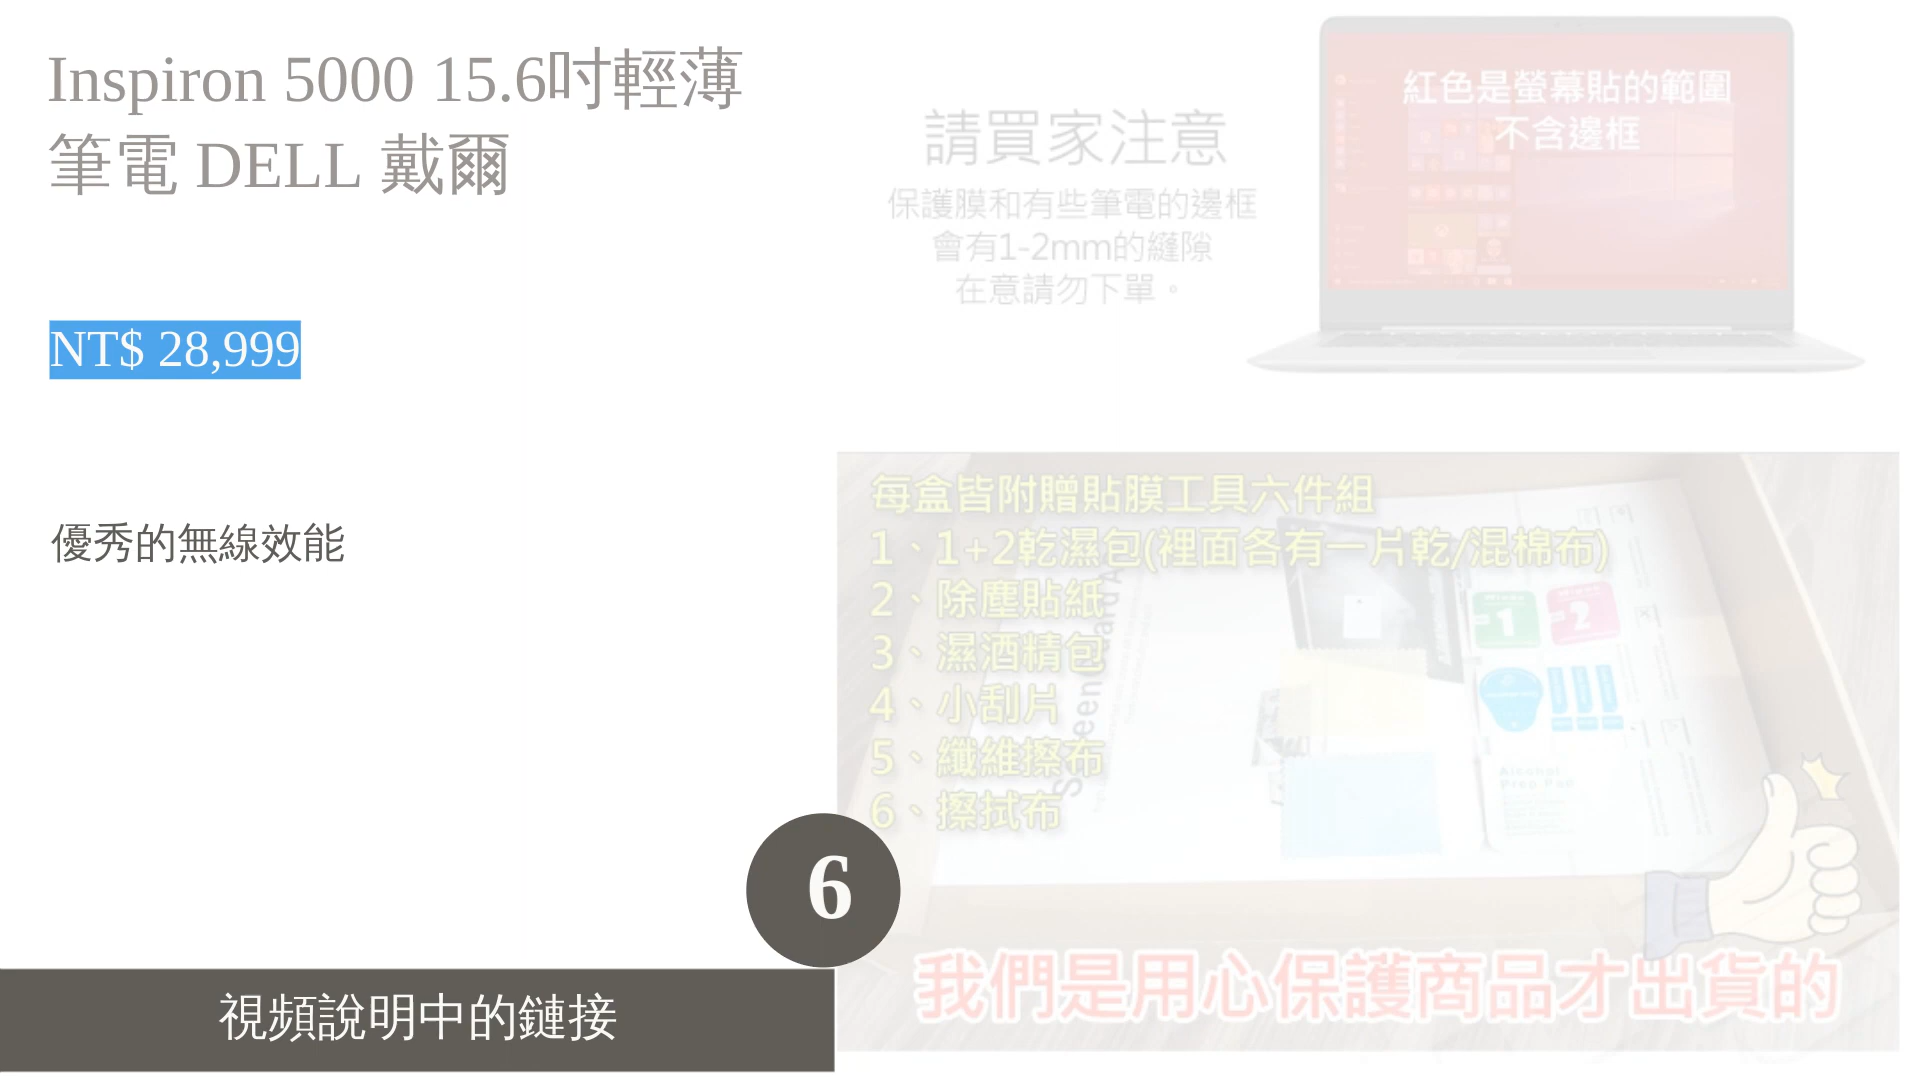 Inspiron 5000 15.6吋輕薄
筆電 DELL 戴爾
NT$ 28,999
優秀的無線效能
請買家注意
保護膜和有些筆電的邊框
會有1-2mm的縫隙
在意請勿下單。
紅色是螢幕貼的範圍
不含邊框
每盒皆附贈貼膜工具六件組
1、1+2乾濕包(裡面各有一片乾/混棉布)
2、除塵貼紙
3、濕酒精包
4、小刮片
5、纖維擦布
6、擦拭布
1
2
Alcohol
Prep Pad
我們是用心保護商品才出貨的
6
視頻說明中的鏈接